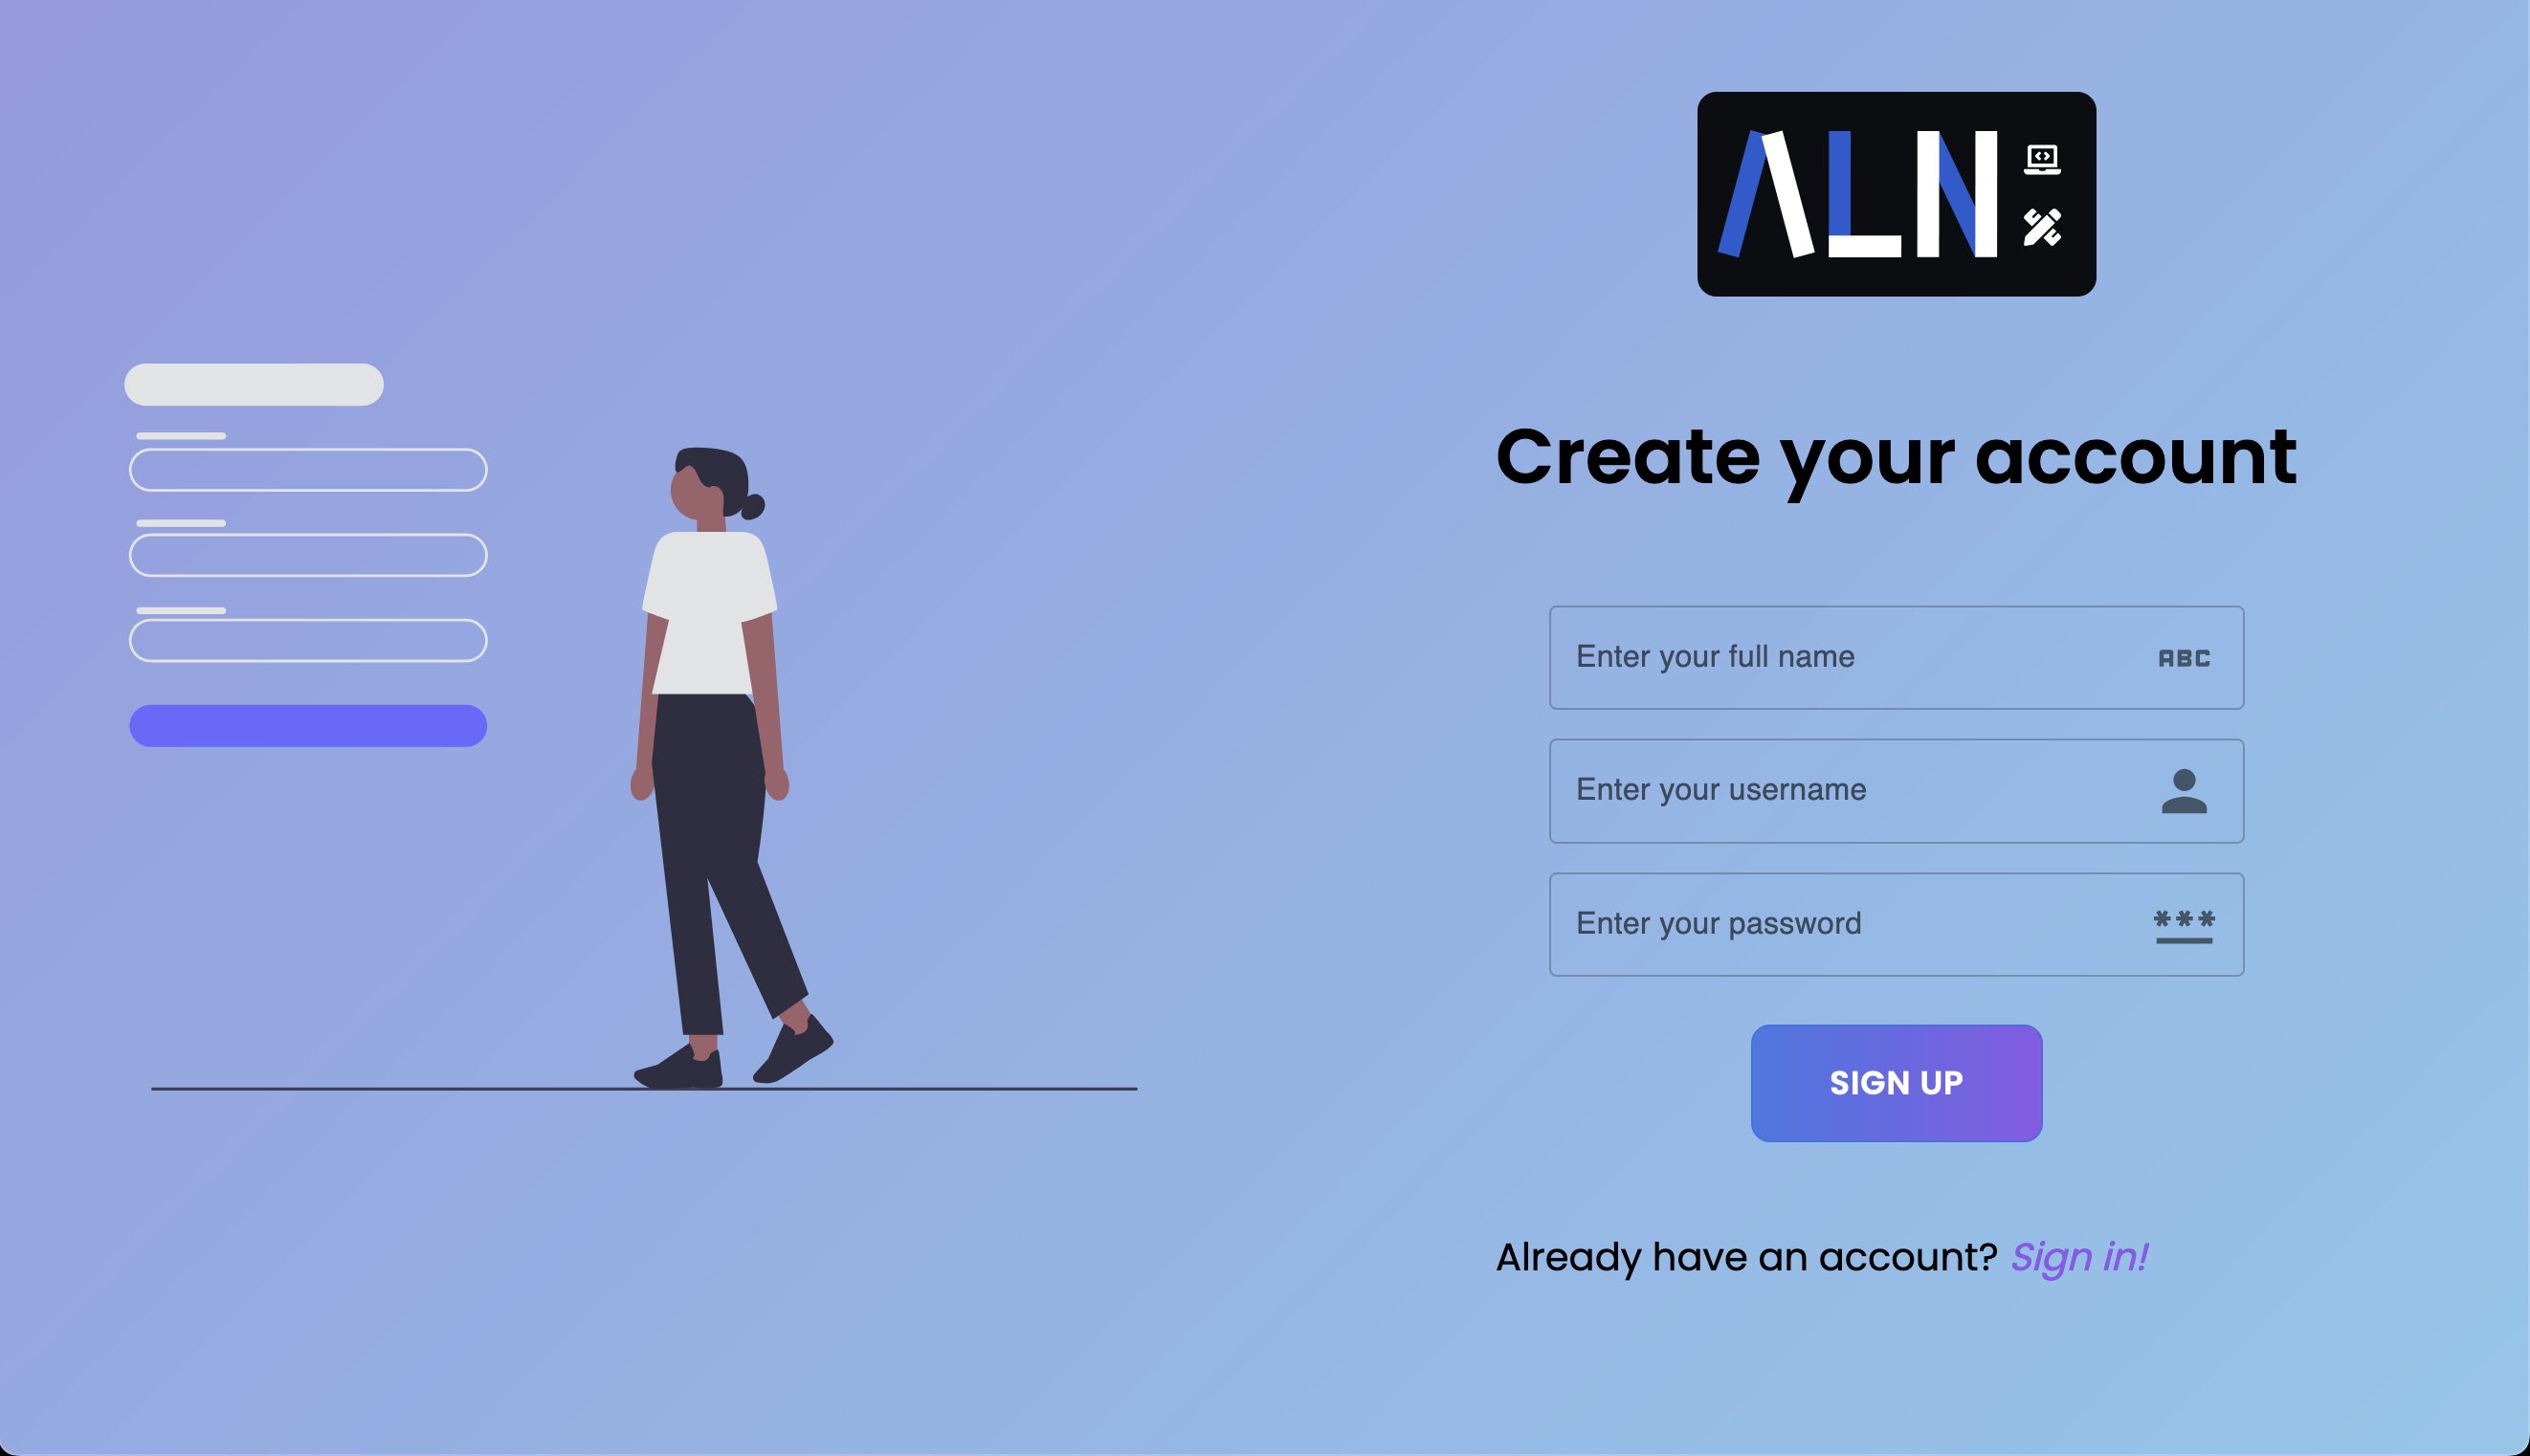 ALN
Create your account
Enter your full name
ABC
Enter your username
Enter your password
***
SIGN UP
Already have an account? Sign in!